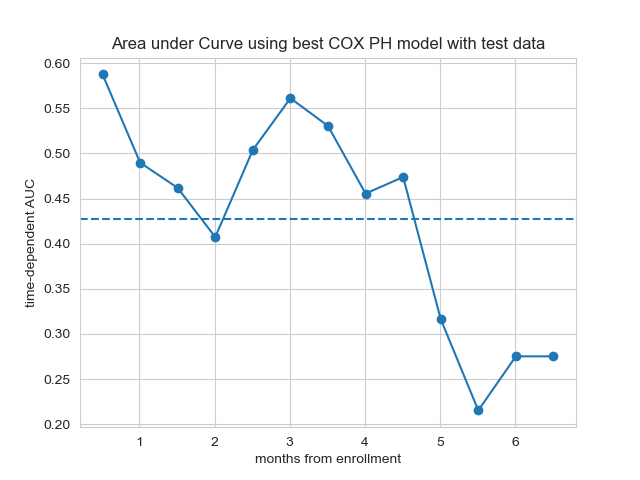 Area under Curve using best COX PH model with test data
time-dependent AUC
0.60
0.55
0.50
0.45
0.40
0.35
0.30
0.25
0.20
1 2 3 4 5 6
months from enrollment